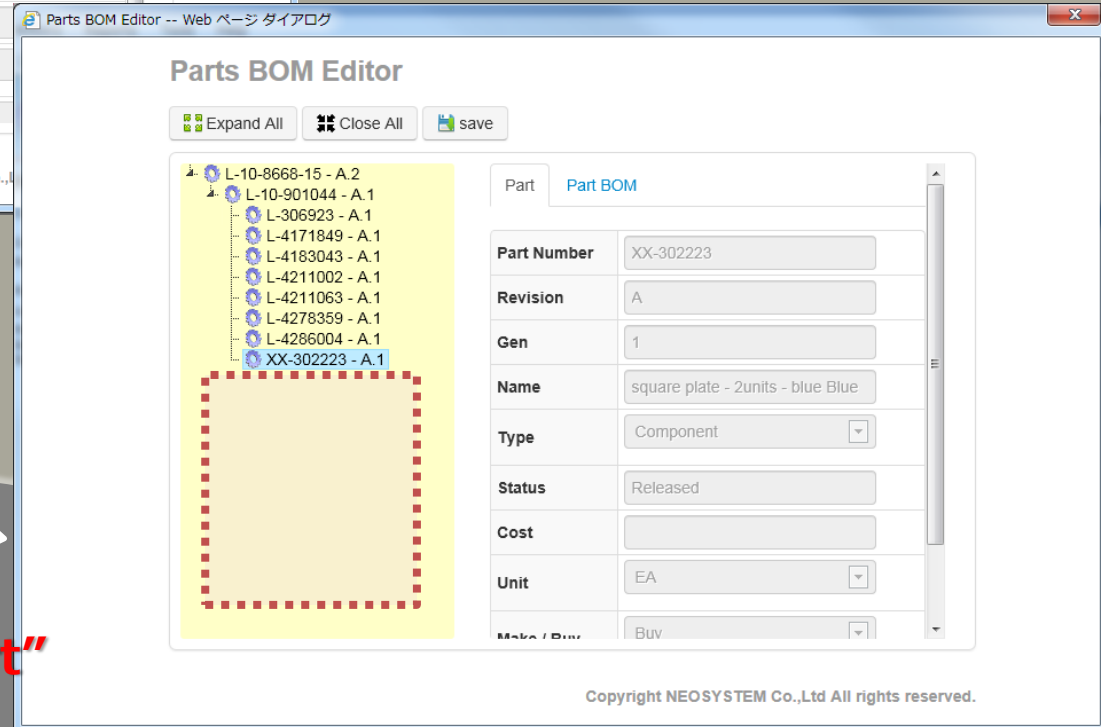 Parts BOM Editor -- Web ページ ダイアログ
Parts BOM Editor
Expand All
Close All
save
L-10-8668-15 - A.2
L-10-901044 - A.1
L-306923 - A.1
L-4171849 - A.1
L-4183043 - A.1
L-4211002 - A.1
L-4211063 - A.1
L-4278359 - A.1
L-4286004 - A.1
XX-302223 - A.1
Part
Part BOM
Part Number XX-302223
Revision A
Gen 1
Name square plate - 2units - blue Blue
Type Component
Status Released
Cost
Unit EA
Make / Buy Buy
t"
Copyright NEOSYSTEM Co.,Ltd All rights reserved.